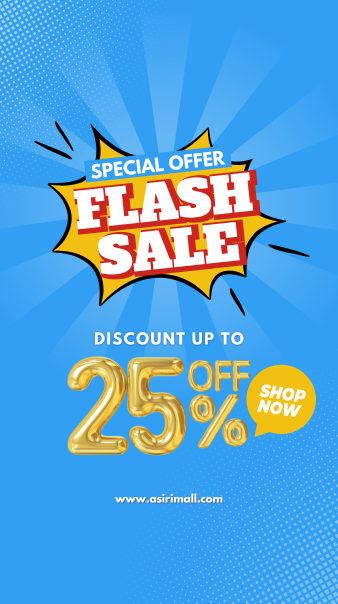 SPECIAL OFFER
FLASH
SALE
DISCOUNT UP TO
25% OFF
SHOP
NOW
www.asirimall.com